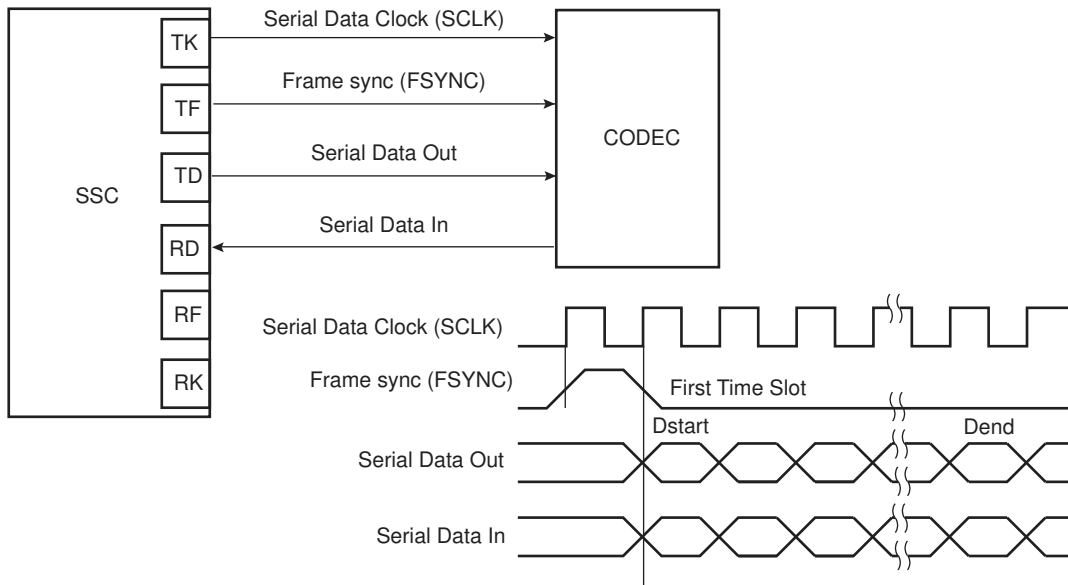 SSC
TK
TF
TD
RD
RF
RK
Serial Data Clock (SCLK)
Frame sync (FSYNC)
Serial Data Out
Serial Data In
CODEC
Serial Data Clock (SCLK)
Frame sync (FSYNC)
First Time Slot
Dstart
Dend
Serial Data Out
Serial Data In